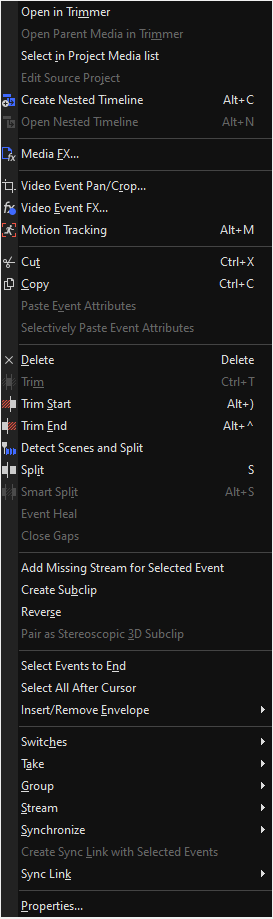 Open in Trimmer
Open Parent Media in Trimmer
Select in Project Media list
Edit Source Project
Create Nested Timeline Alt+C
Open Nested Timeline Alt+N
Media FX...
Video Event Pan/Crop...
Video Event FX...
Motion Tracking Alt+M
Cut Ctrl+X
Copy Ctrl+C
Paste Event Attributes
Selectively Paste Event Attributes
Delete Delete
Trim Ctrl+T
Trim Start Alt+)
Trim End Alt+^
Detect Scenes and Split
Split S
Smart Split Alt+S
Event Heal
Close Gaps
Add Missing Stream for Selected Event
Create Subclip
Reverse
Pair as Stereoscopic 3D Subclip
Select Events to End
Select All After Cursor
Insert/Remove Envelope
Switches
Take
Group
Stream
Synchronize
Create Sync Link with Selected Events
Sync Link
Properties...